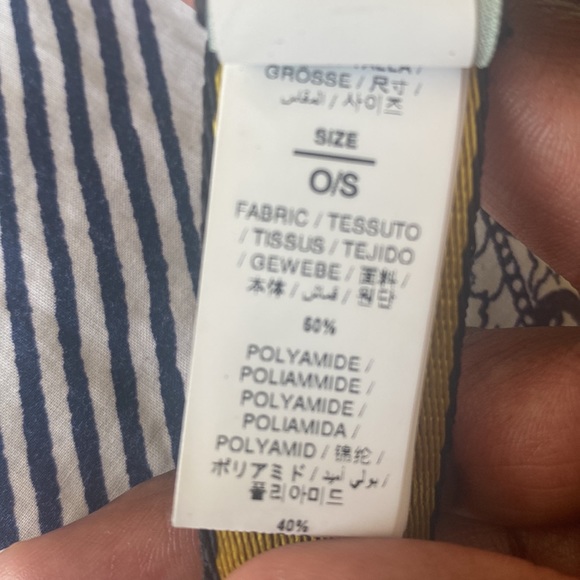 GRÖSSE / 尺寸 /
المقاس / 사이즈
SIZE
O/S
FABRIC / TESSUTO
/ TISSUS / TEJIDO
/ GEWEBE / 面料 /
本体 / قماش / 원단
60%
POLYAMIDE /
POLIAMMIDE /
POLYAMIDE /
POLIAMIDA /
POLYAMID / 锦纶 /
ポリアミド / بولي أميد /
폴리아미드
40%